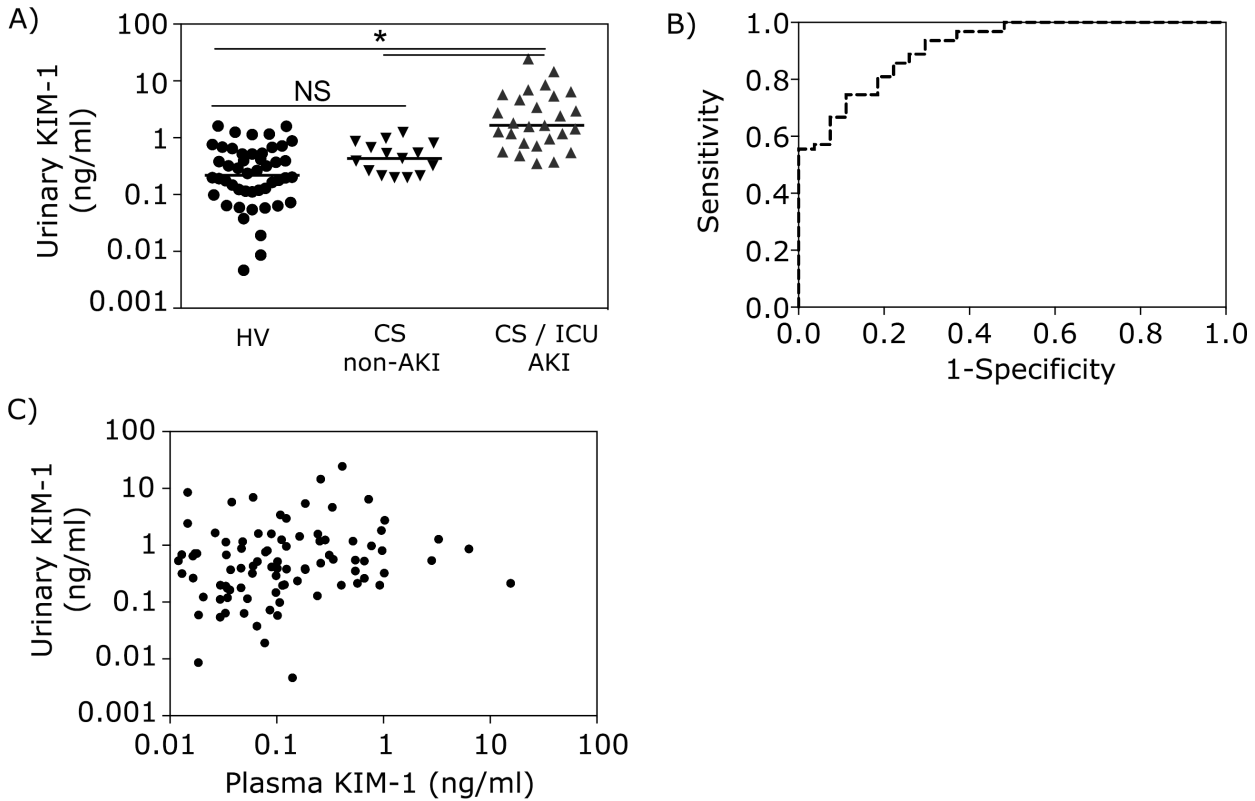 A)
Urinary KIM-1
(ng/ml)
100
10
1
0.1
0.01
0.001
*
NS
HV
CS
non-AKI
CS / ICU
AKI
B)
Sensitivity
1.0
0.8
0.6
0.4
0.2
0.0
0.0 0.2 0.4 0.6 0.8 1.0
1-Specificity
C)
Urinary KIM-1
(ng/ml)
100
10
1
0.1
0.01
0.001
0.01 0.1 1 10 100
Plasma KIM-1 (ng/ml)